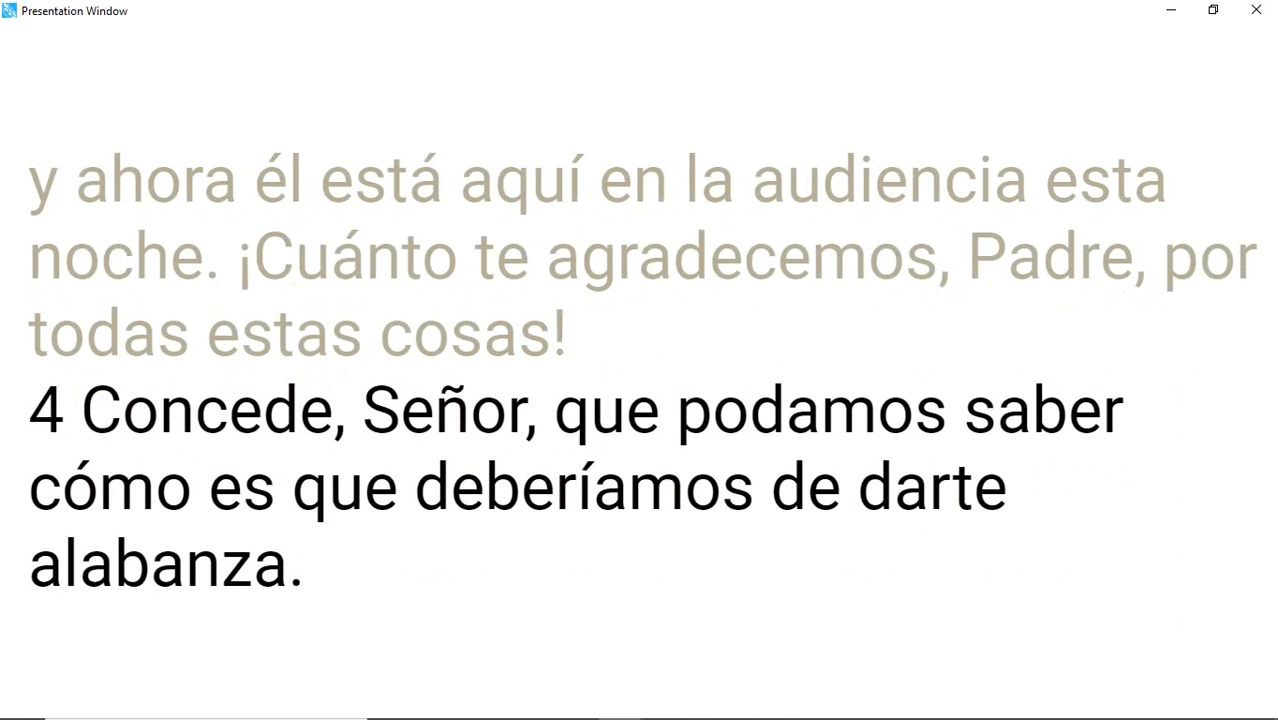 Presentation Window
y ahora él está aquí en la audiencia esta
noche. ¡Cuánto te agradecemos, Padre, por
todas estas cosas!
4 Concede, Señor, que podamos saber
cómo es que deberíamos de darte
alabanza.